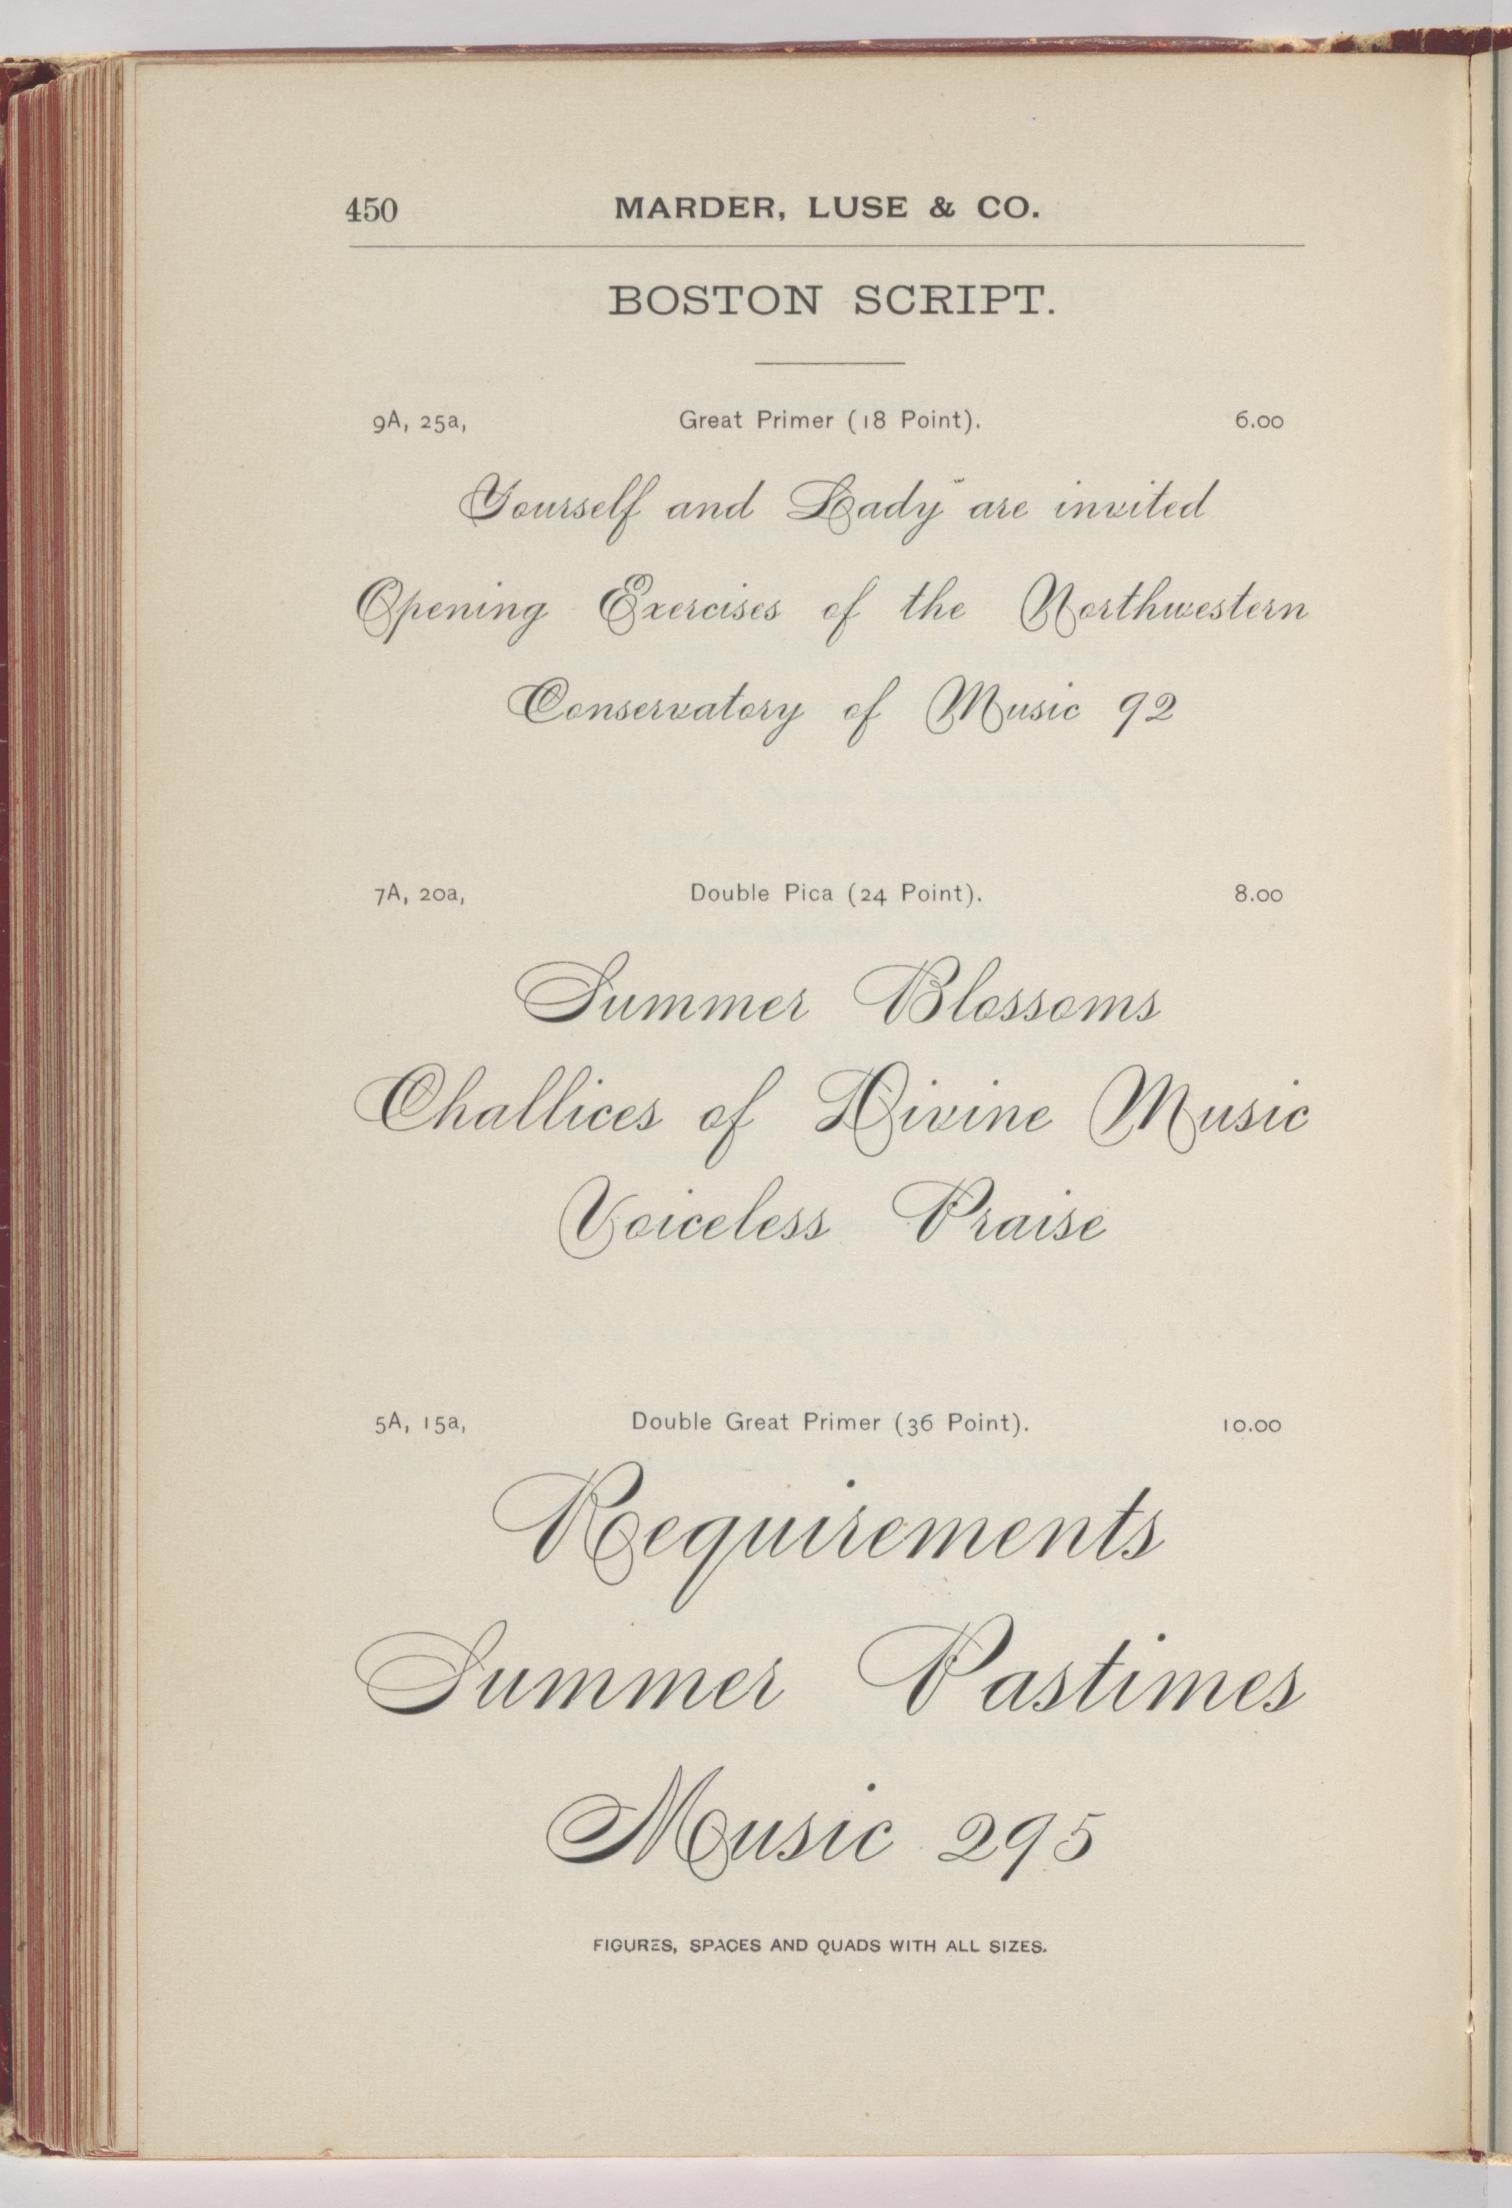 450 MARDER, LUSE & CO.
BOSTON SCRIPT.
9A, 25a, Great Primer (18 Point). 6.00
Yourself and Lady are invited
Opening Exercises of the Northwestern
Conservatory of Music 92
7A, 20a, Double Pica (24 Point). 8.00
Summer Blossoms
Challices of Divine Music
Voiceless Praise
5A, 15a, Double Great Primer (36 Point). 10.00
Requirements
Summer Pastimes
Music 295
FIGURES, SPACES AND QUADS WITH ALL SIZES.